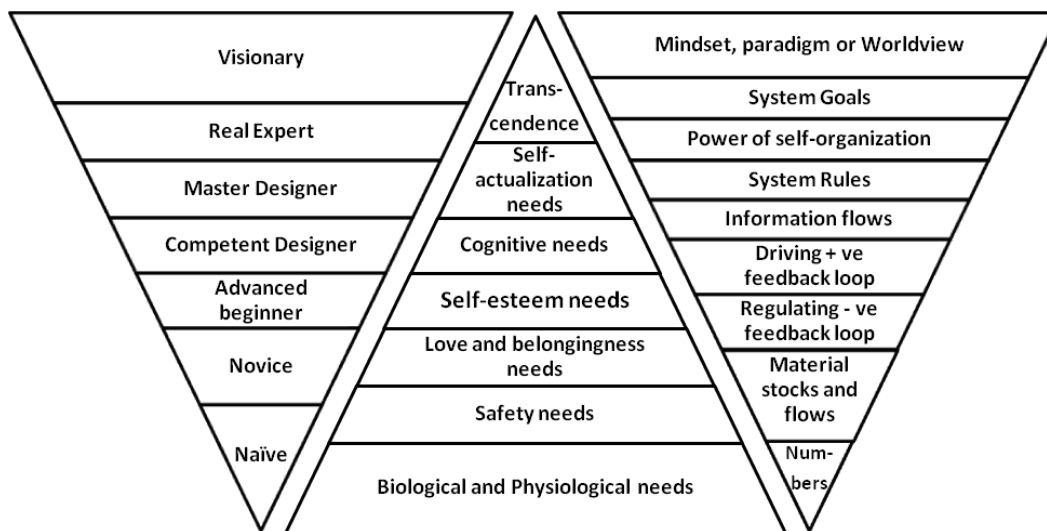 Visionary
Real Expert
Master Designer
Competent Designer
Advanced
beginner
Novice
Naïve
Trans-
cendence
Self-
actualization
needs
Cognitive needs
Self-esteem needs
Love and belongingness
needs
Safety needs
Biological and Physiological needs
Mindset, paradigm or Worldview
System Goals
Power of self-organization
System Rules
Information flows
Driving + ve
feedback loop
Regulating - ve
feedback loop
Material
stocks and
flows
Num-
bers